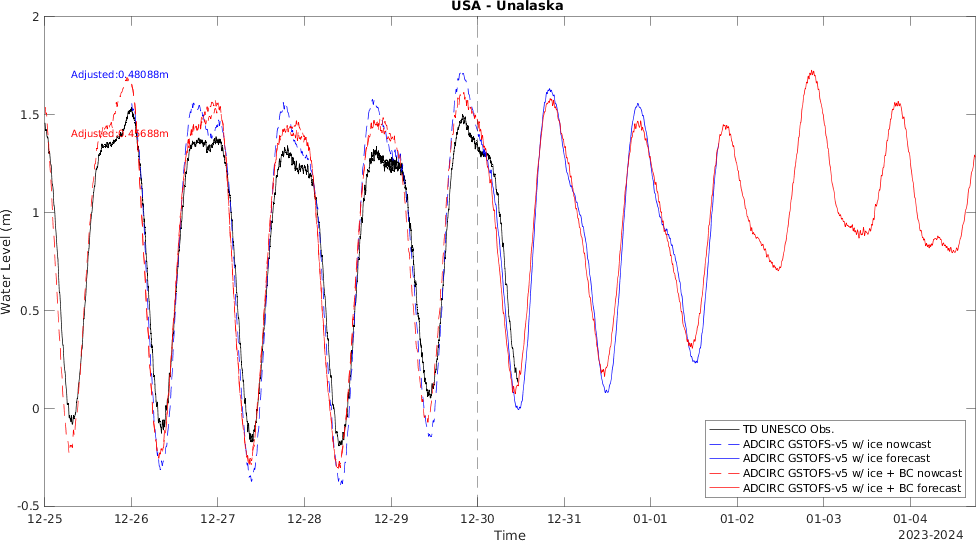 USA - Unalaska
2
1.5
1
0.5
0
-0.5
Water Level (m)
Adjusted:0.48088m
Adjusted:0.45688m
TD UNESCO Obs.
ADCIRC GSTOFS-v5 w/ ice nowcast
ADCIRC GSTOFS-v5 w/ ice forecast
ADCIRC GSTOFS-v5 w/ ice + BC nowcast
ADCIRC GSTOFS-v5 w/ ice + BC forecast
12-25 12-26 12-27 12-28 12-29 12-30 12-31 01-01 01-02 01-03 01-04
Time
2023-2024